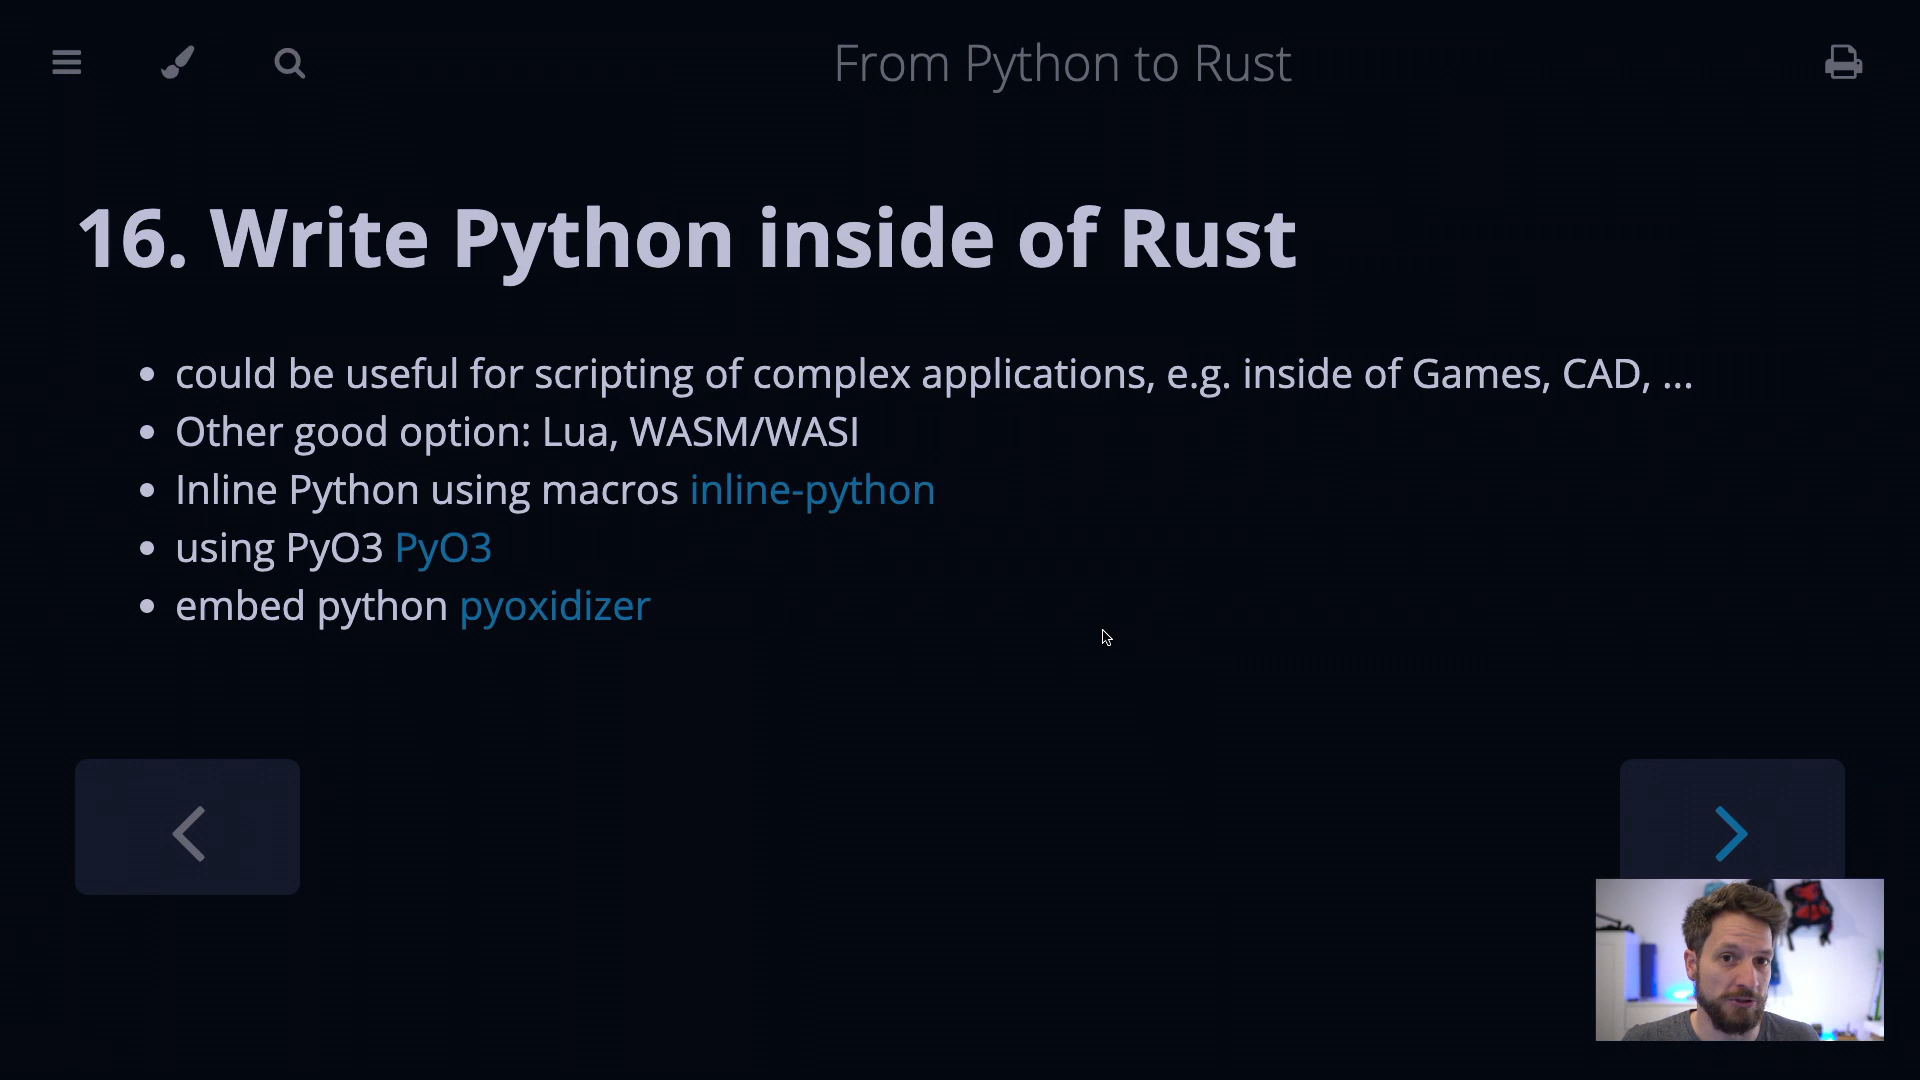 From Python to Rust
16. Write Python inside of Rust
could be useful for scripting of complex applications, e.g. inside of Games, CAD, ...
Other good option: Lua, WASM/WASI
Inline Python using macros inline-python
using PyO3 PyO3
embed python pyoxidizer